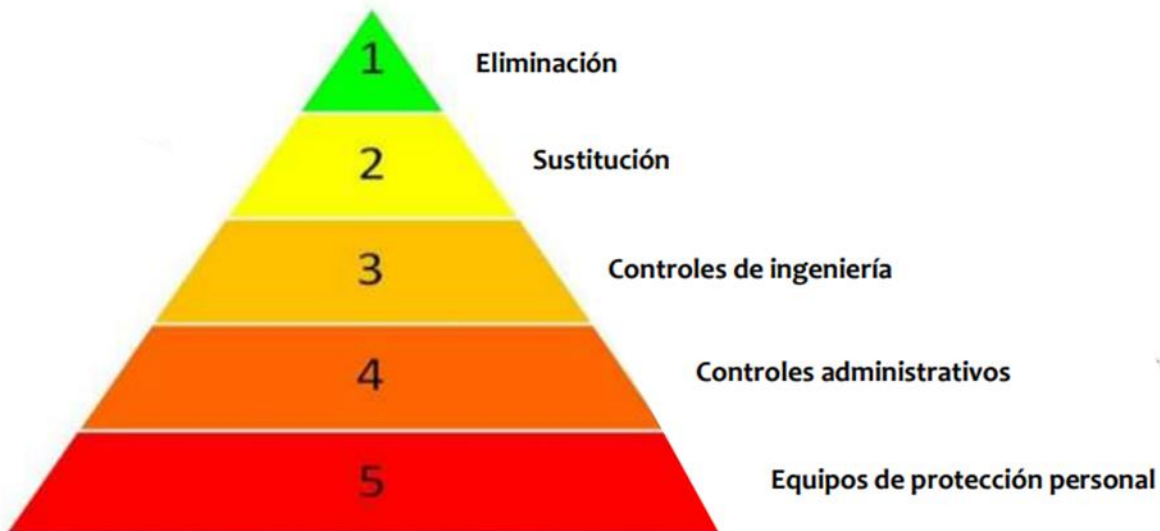 1
Eliminación
2
Sustitución
3
Controles de ingeniería
4
Controles administrativos
5
Equipos de protección personal